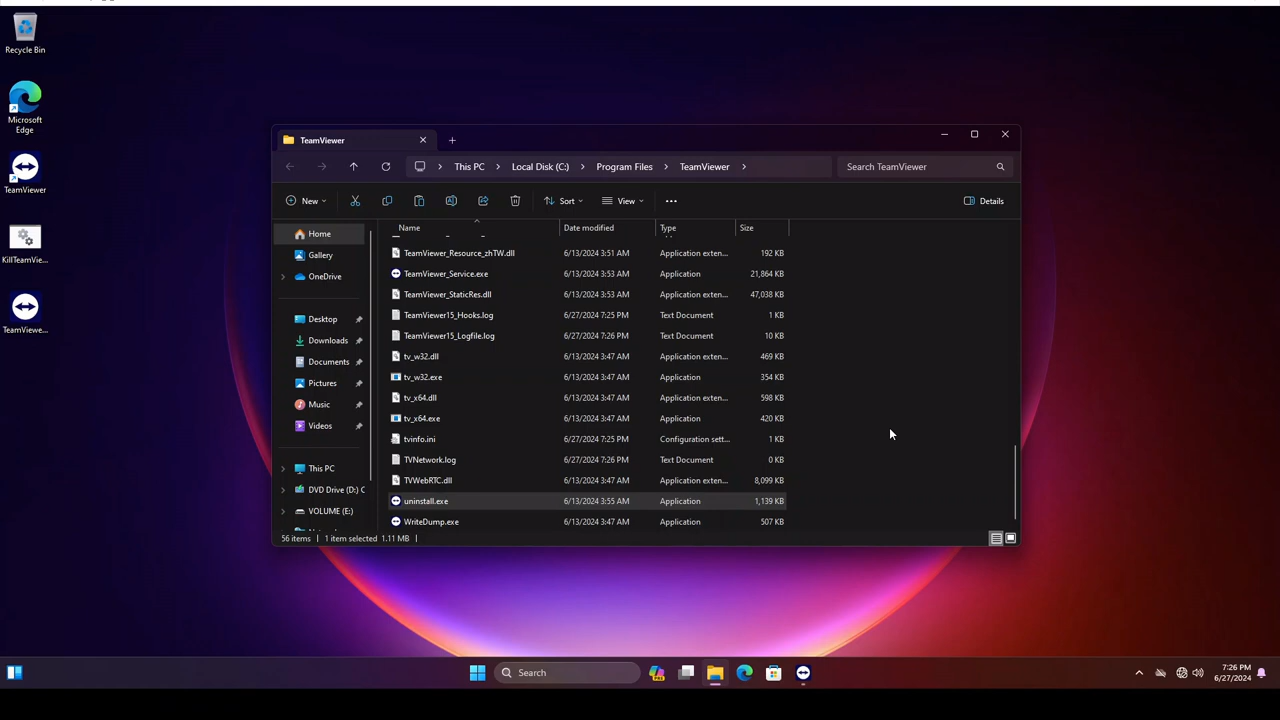 Recycle Bin
Microsoft
Edge
TeamViewer
KillTeamVie...
TeamViewe...
TeamViewer
This PC
Local Disk (C:)
Program Files
TeamViewer
Search TeamViewer
New
Sort
View
Details
Home
Gallery
OneDrive
Desktop
Downloads
Documents
Pictures
Music
Videos
This PC
DVD Drive (D:) C
VOLUME (E:)
Name Date modified Type Size
TeamViewer_Resource_zhTW.dll 6/13/2024 3:51 AM Application exten... 192 KB
TeamViewer_Service.exe 6/13/2024 3:53 AM Application 21,864 KB
TeamViewer_StaticRes.dll 6/13/2024 3:53 AM Application exten... 47,038 KB
TeamViewer15_Hooks.log 6/27/2024 7:25 PM Text Document 1 KB
TeamViewer15_Logfile.log 6/27/2024 7:26 PM Text Document 10 KB
tv_w32.dll 6/13/2024 3:47 AM Application exten... 469 KB
tv_w32.exe 6/13/2024 3:47 AM Application 354 KB
tv_x64.dll 6/13/2024 3:47 AM Application exten... 598 KB
tv_x64.exe 6/13/2024 3:47 AM Application 420 KB
tvinfo.ini 6/27/2024 7:25 PM Configuration sett... 1 KB
TVNetwork.log 6/27/2024 7:26 PM Text Document 0 KB
TVWebRTC.dll 6/13/2024 3:47 AM Application exten... 8,099 KB
uninstall.exe 6/13/2024 3:55 AM Application 1,139 KB
WriteDump.exe 6/13/2024 3:47 AM Application 507 KB
56 items 1 item selected 1.11 MB
Search
7:26 PM
6/27/2024